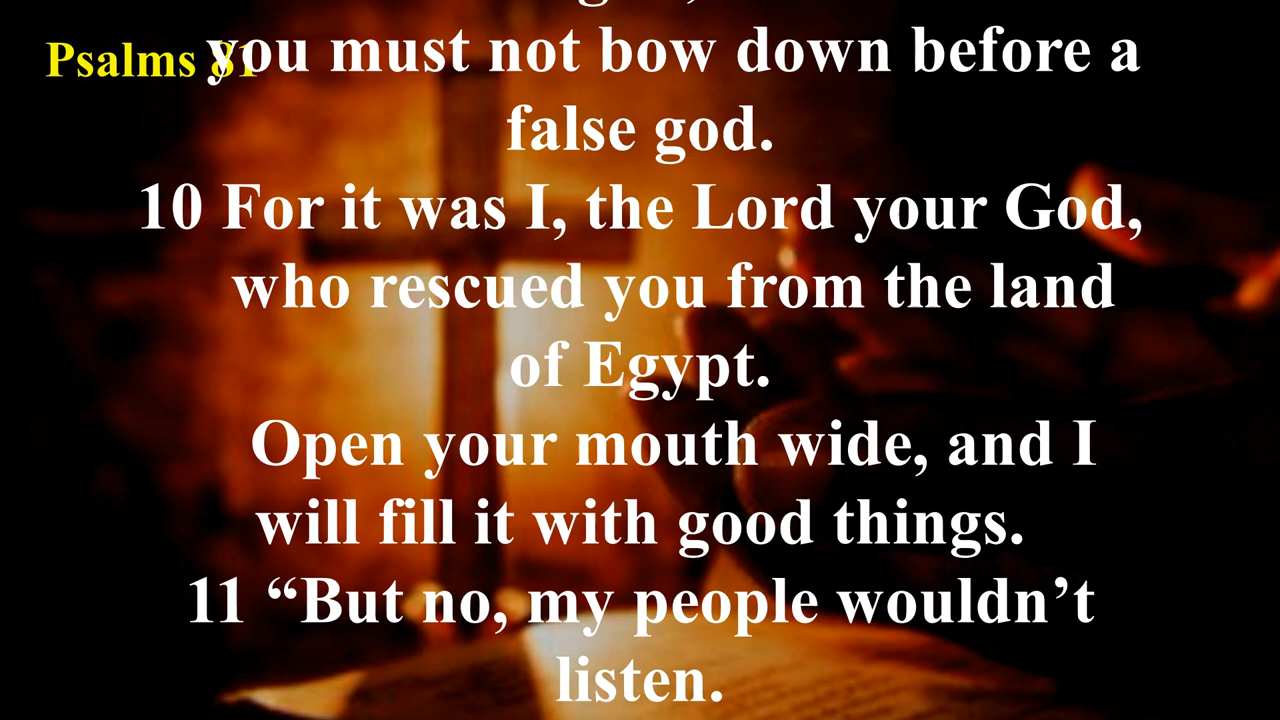 Psalms 81
you must not bow down before a
false god.
10 For it was I, the Lord your God,
who rescued you from the land
of Egypt.
Open your mouth wide, and I
will fill it with good things.
11 “But no, my people wouldn’t
listen.